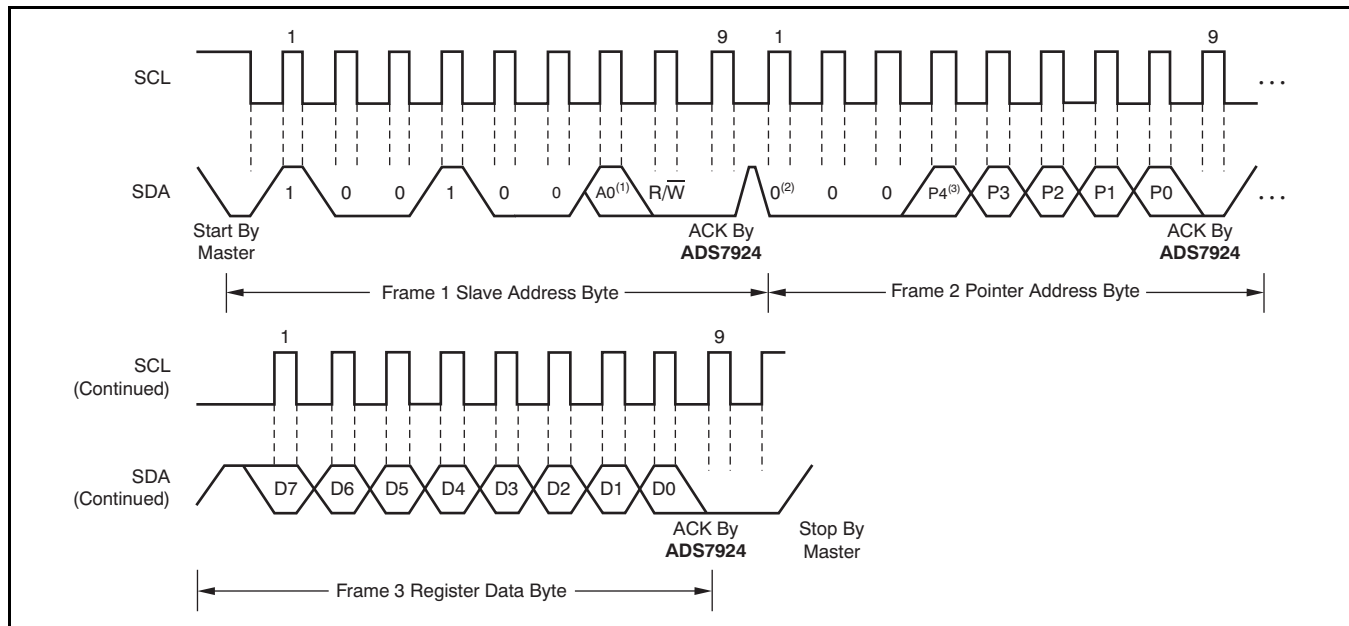 1 9 1 9
SCL ...
SDA 1 0 0 1 0 0 A0(1) R/W̅ 0(2) 0 0 P4(3) P3 P2 P1 P0 ...
Start By Master
ACK By ADS7924
ACK By ADS7924
Frame 1 Slave Address Byte
Frame 2 Pointer Address Byte
1 9
SCL (Continued)
SDA (Continued)
D7 D6 D5 D4 D3 D2 D1 D0
ACK By ADS7924
Stop By Master
Frame 3 Register Data Byte